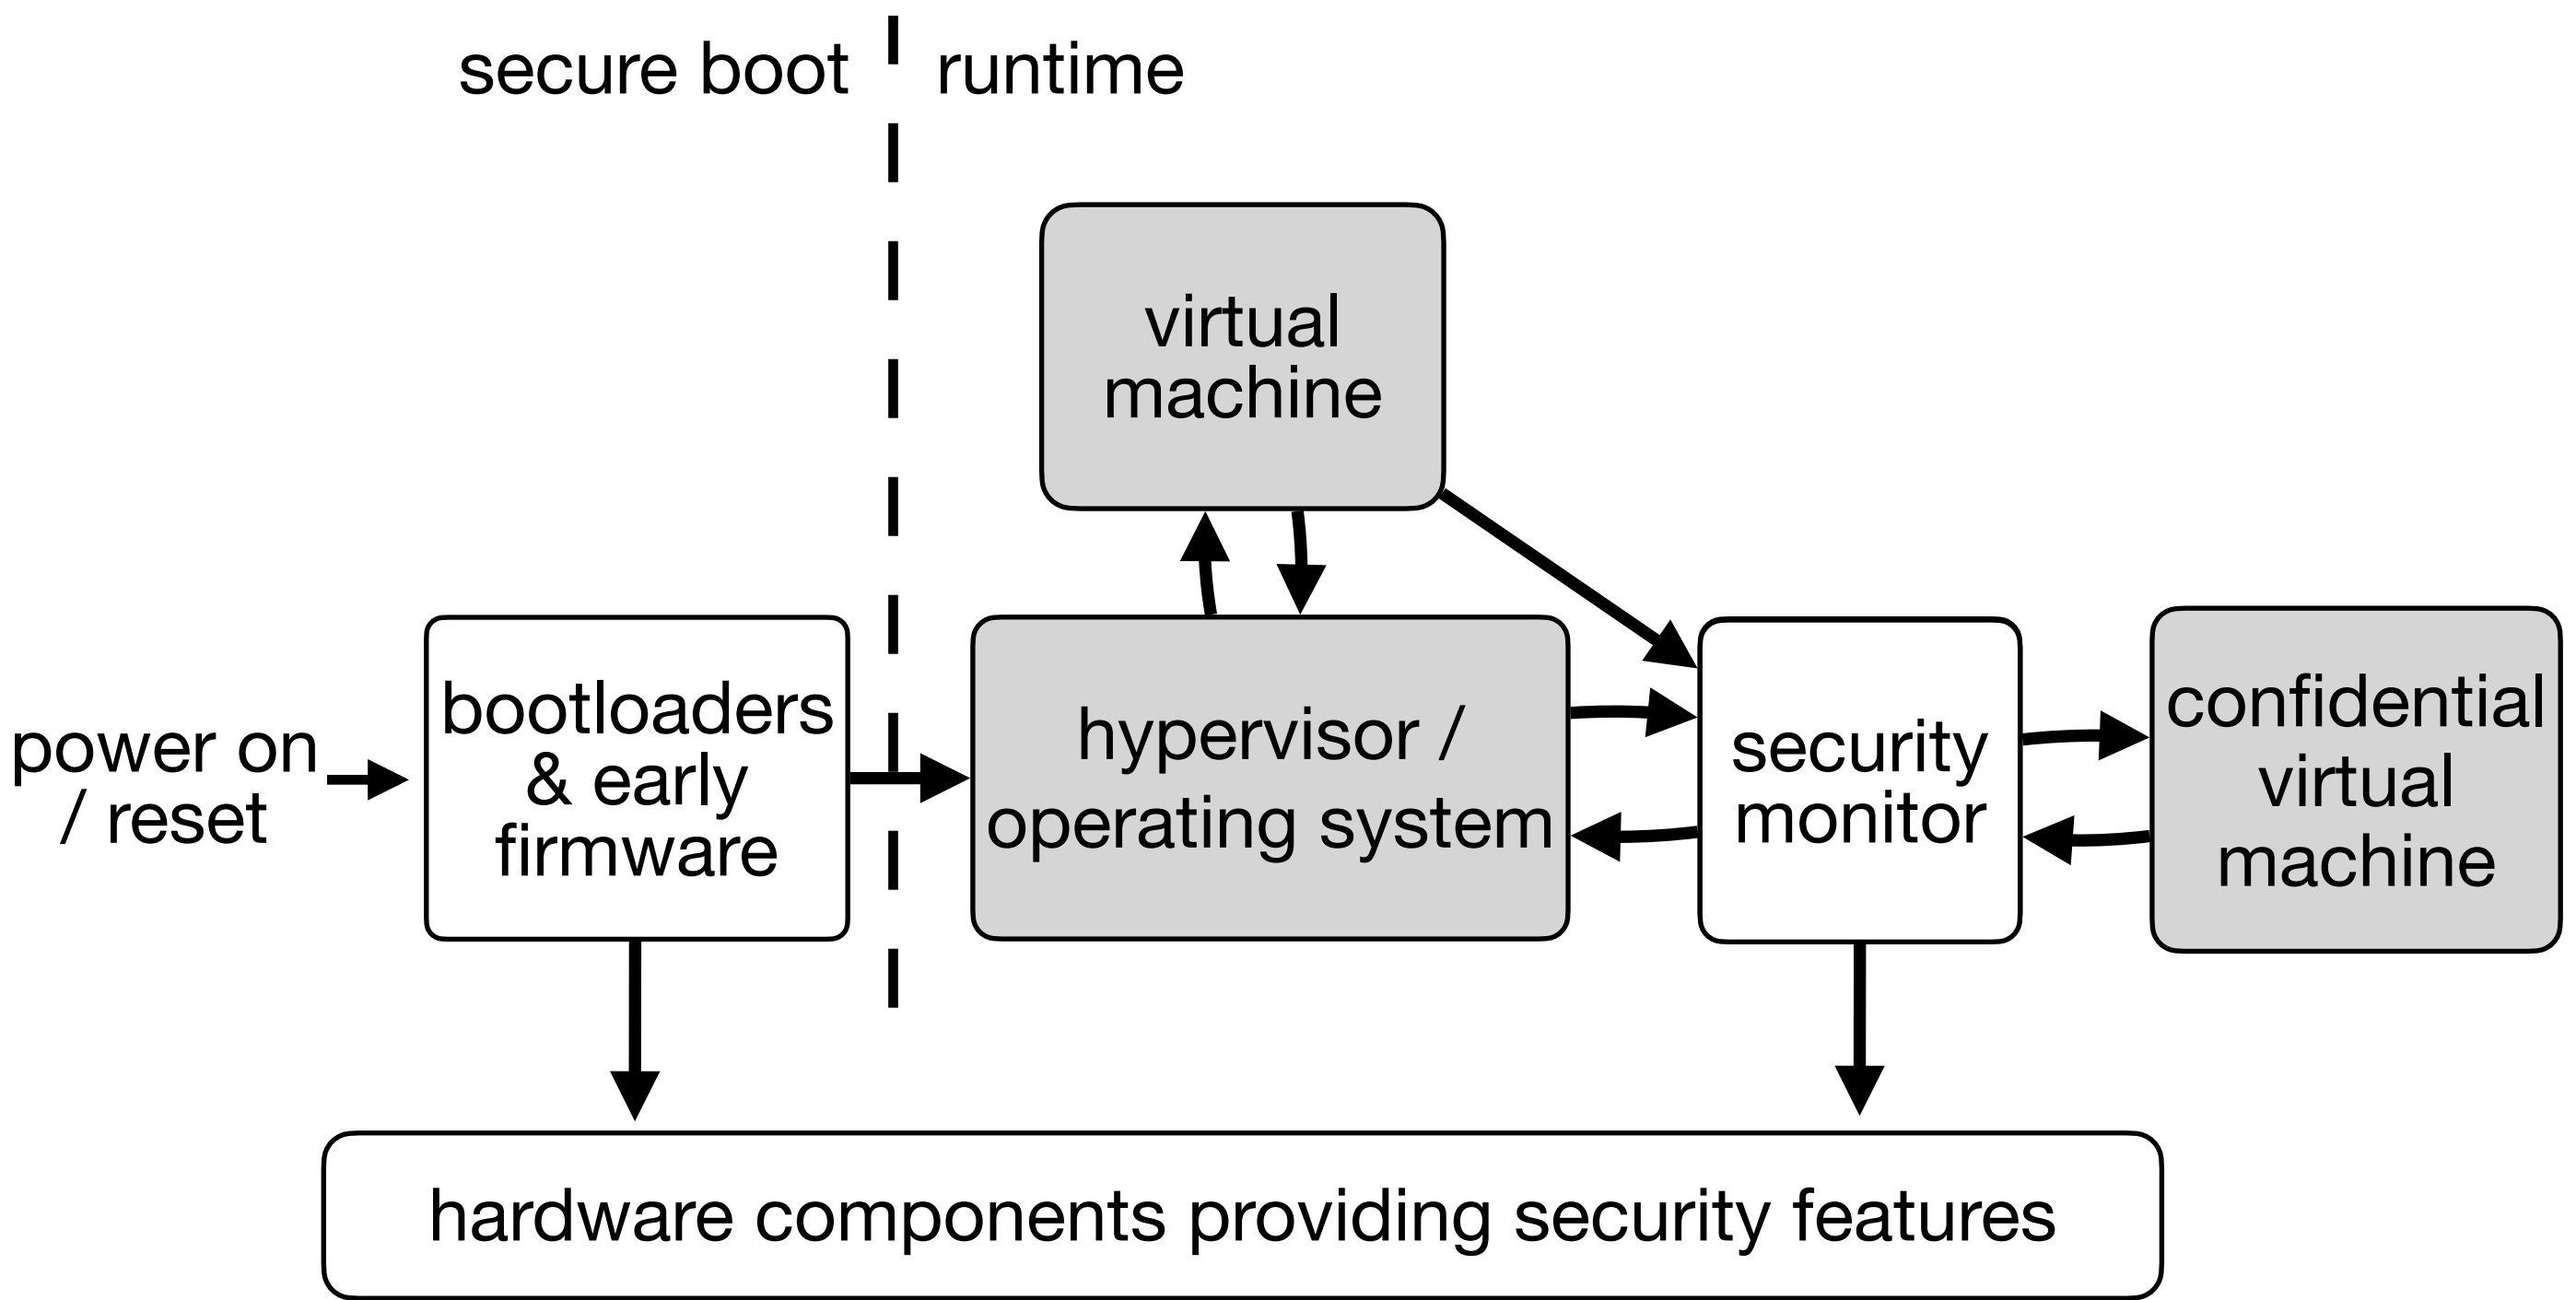 secure boot
runtime
virtual
machine
power on
/ reset
bootloaders
& early
firmware
hypervisor /
operating system
security
monitor
confidential
virtual
machine
hardware components providing security features